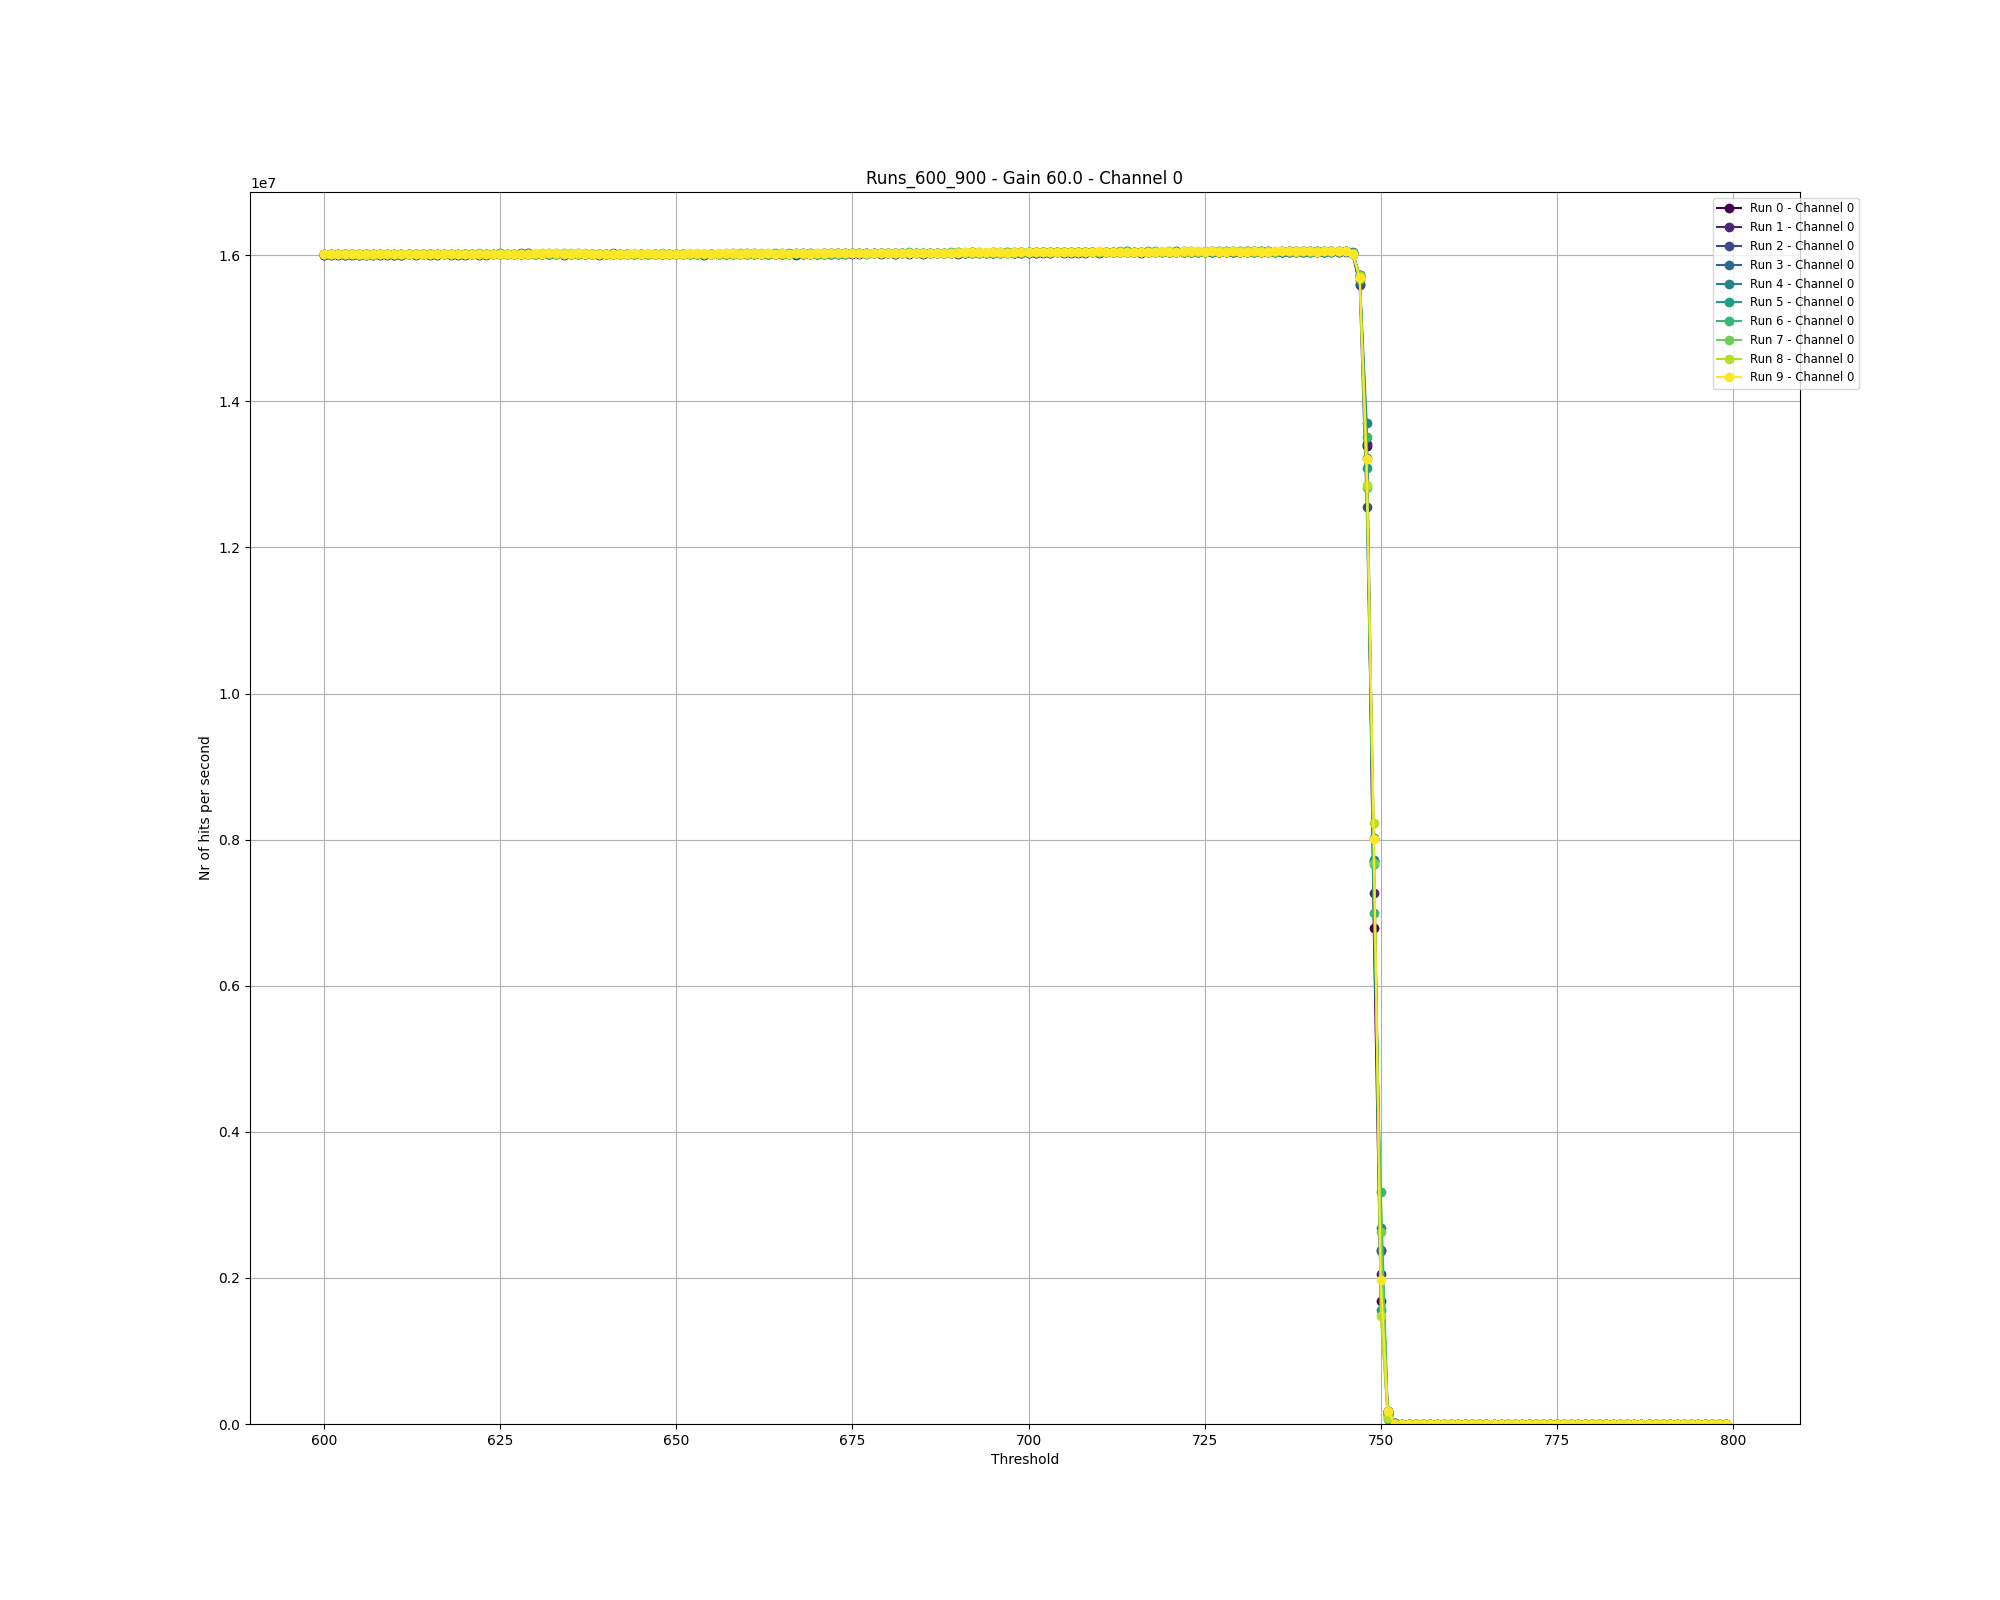 Runs_600_900 - Gain 60.0 - Channel 0
1e7
1.6
1.4
1.2
1.0
0.8
0.6
0.4
0.2
0.0
Nr of hits per second
600 625 650 675 700 725 750 775 800
Threshold
Run 0 - Channel 0
Run 1 - Channel 0
Run 2 - Channel 0
Run 3 - Channel 0
Run 4 - Channel 0
Run 5 - Channel 0
Run 6 - Channel 0
Run 7 - Channel 0
Run 8 - Channel 0
Run 9 - Channel 0